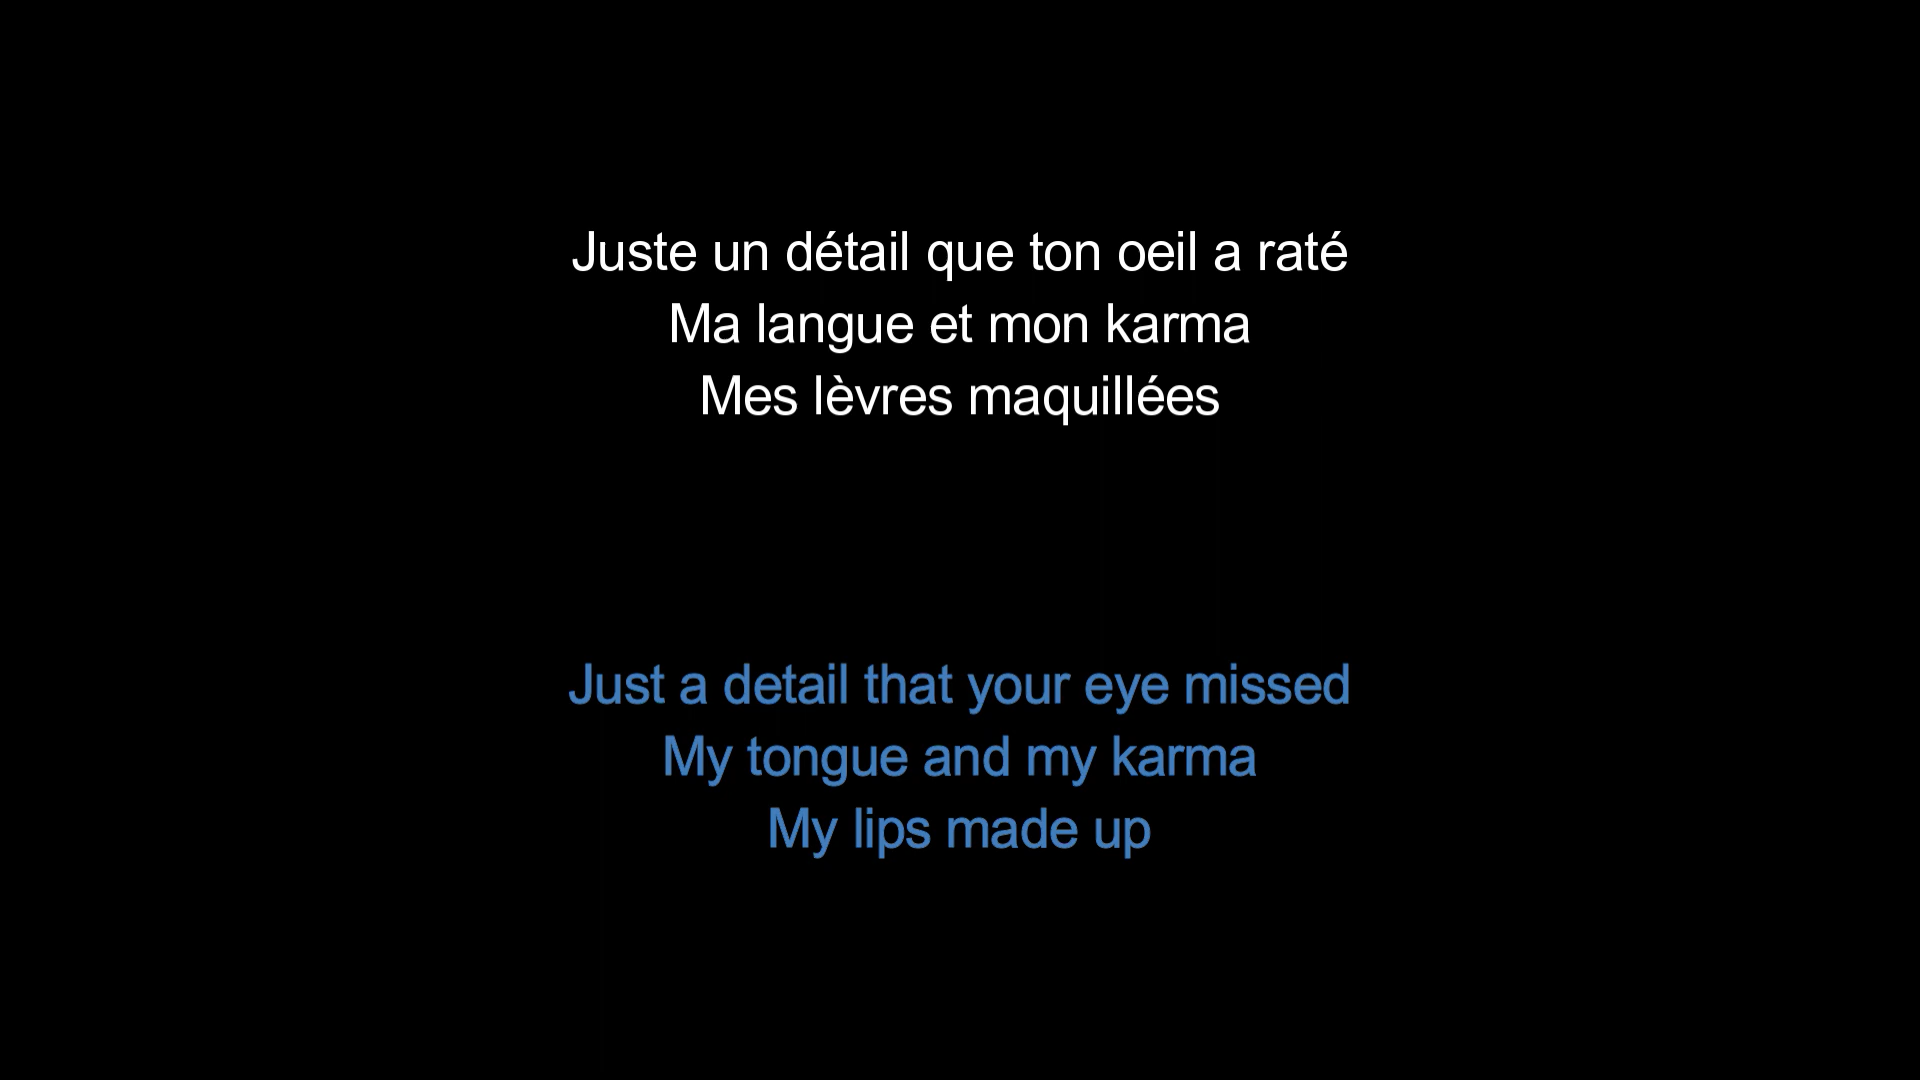 Juste un détail que ton oeil a raté
Ma langue et mon karma
Mes lèvres maquillées
Just a detail that your eye missed
My tongue and my karma
My lips made up